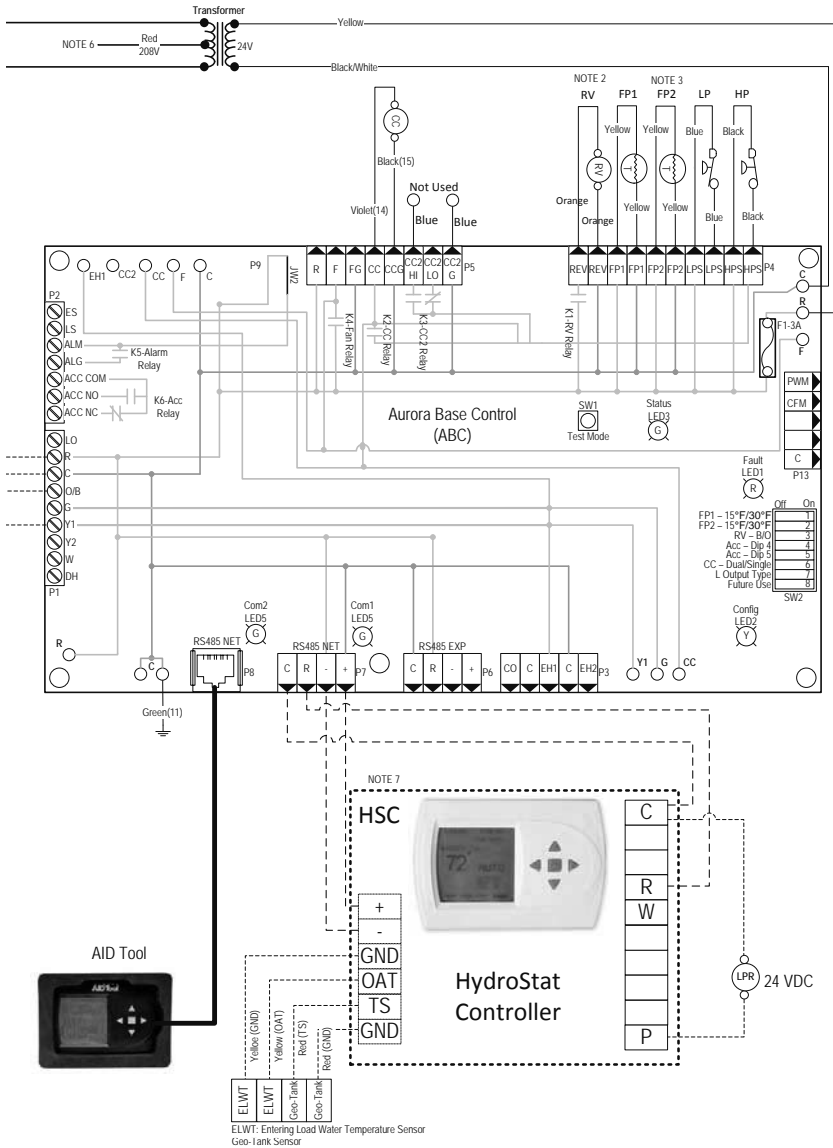 Transformer
Yellow
NOTE 6
Red
208V
24V
Black/White
NOTE 2
NOTE 3
RV
FP1
FP2
LP
HP
CC
Black(15)
Not Used
Violet(14)
Blue
Blue
Yellow
Yellow
Blue
Black
RV
T
T
Orange
Orange
Yellow
Yellow
Blue
Black
EH1
CC2
CC
F
C
P9
JW2
R
F
FG
CC
CCG
CC2 HI
CC2 LO
CC2 G
P5
REV
REV
FP1
FP1
FP2
FP2
LPS
LPS
HPS
HPS
P4
C
R
F
F1-3A
P2
ES
LS
ALM
ALG
ACC COM
ACC NO
ACC NC
K5-Alarm
Relay
K6-Acc
Relay
K4-Fan Relay
K2-CC Relay
K3-CC2 Relay
K1-RV Relay
Aurora Base Control
(ABC)
SW1
Test Mode
Status
LED3
G
PWM
CFM
C
P13
Fault
LED1
R
LO
R
C
O/B
G
Y1
Y2
W
DH
P1
Off
On
FP1 – 15°F/30°F 1
FP2 – 15°F/30°F 2
RV – B/O 3
Acc – Dip 4 4
Acc – Dip 5 5
CC – Dual/Single 6
L Output Type 7
Future Use 8
SW2
Config
LED2
Y
R
C
RS485 NET
P8
Com2
LED5
G
Com1
LED5
G
RS485 NET
C
R
-
+
P7
RS485 EXP
C
R
-
+
P6
CO
C
EH1
C
EH2
P3
Y1
G
CC
Green(11)
NOTE 7
HSC
72°
AUTO
C
R
W
P
+
-
GND
OAT
TS
GND
HydroStat
Controller
LPR
24 VDC
AID Tool
AID Tool
Yelloe (GND)
Yellow (OAT)
Red (TS)
Red (GND)
ELWT
ELWT
Geo-Tank
Geo-Tank
ELWT: Entering Load Water Temperature Sensor
Geo-Tank Sensor